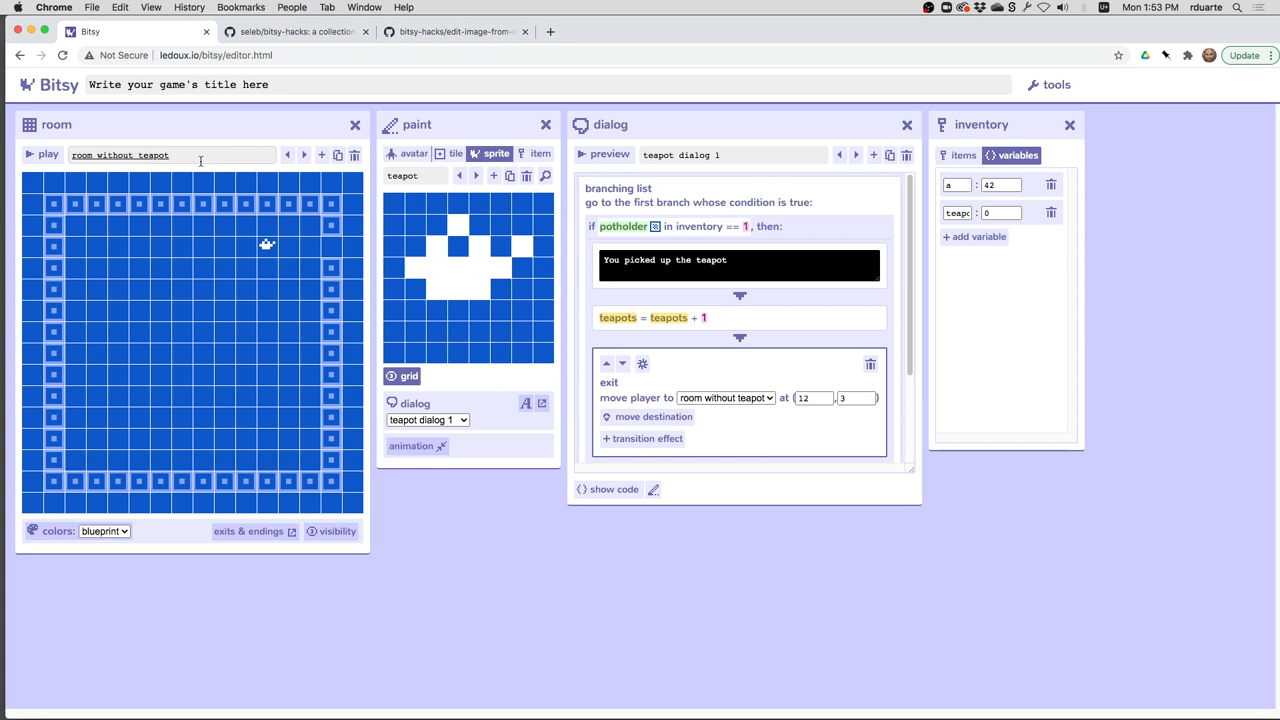 Chrome File Edit View History Bookmarks People Tab Window Help Mon 1:53 PM rduarte
Bitsy seleb/bitsy-hacks: a collection bitsy-hacks/edit-image-from-
Not Secure ledoux.io/bitsy/editor.html Update
Bitsy Write your game's title here tools
room
play room without teapot
colors: blueprint exits & endings visibility
paint
avatar tile sprite item
teapot
grid
dialog
teapot dialog 1
animation
dialog
preview teapot dialog 1
branching list
go to the first branch whose condition is true:
if potholder in inventory == 1, then:
You picked up the teapot
teapots = teapots + 1
exit
move player to room without teapot at (12,3)
move destination
+ transition effect
show code
inventory
items variables
a : 42
teapo : 0
+ add variable